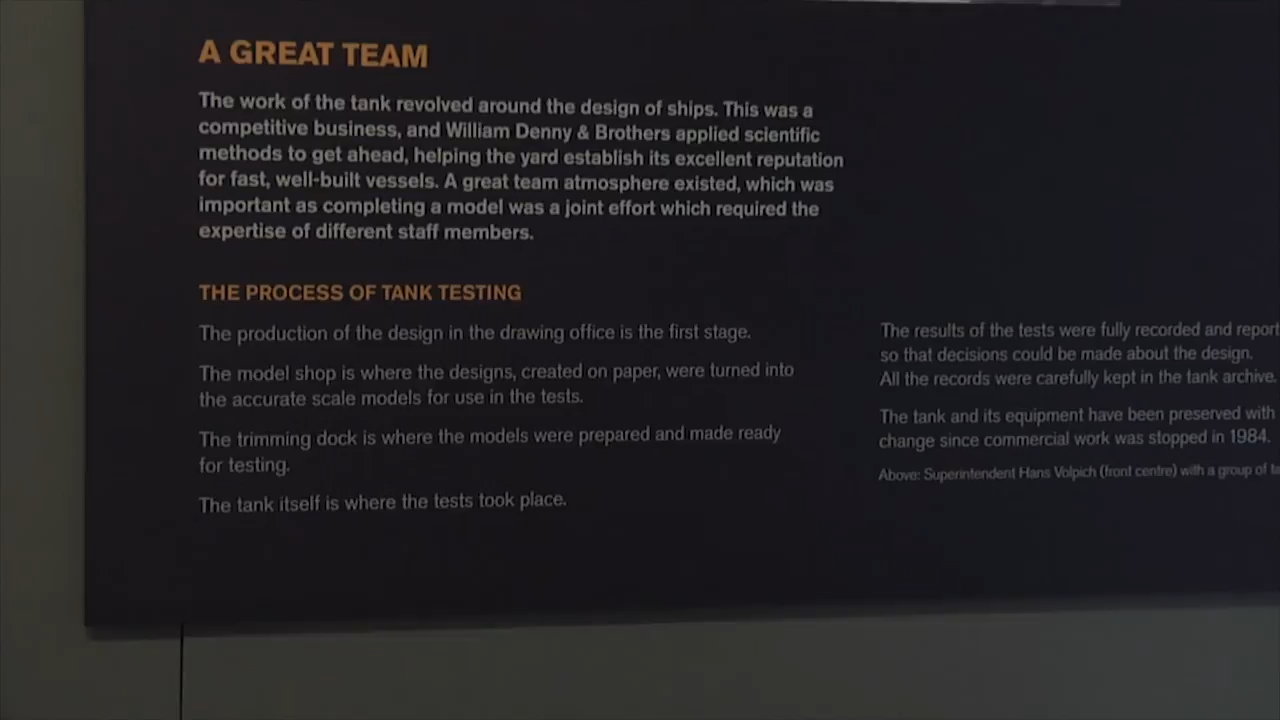 A GREAT TEAM
The work of the tank revolved around the design of ships. This was a
competitive business, and William Denny & Brothers applied scientific
methods to get ahead, helping the yard establish its excellent reputation
for fast, well-built vessels. A great team atmosphere existed, which was
important as completing a model was a joint effort which required the
expertise of different staff members.
THE PROCESS OF TANK TESTING
The production of the design in the drawing office is the first stage.
The model shop is where the designs, created on paper, were turned into
the accurate scale models for use in the tests.
The trimming dock is where the models were prepared and made ready
for testing.
The tank itself is where the tests took place.
The results of the tests were fully recorded and report
so that decisions could be made about the design.
All the records were carefully kept in the tank archive.
The tank and its equipment have been preserved with
change since commercial work was stopped in 1984.
Above: Superintendent Hans Volpich (front centre) with a group of